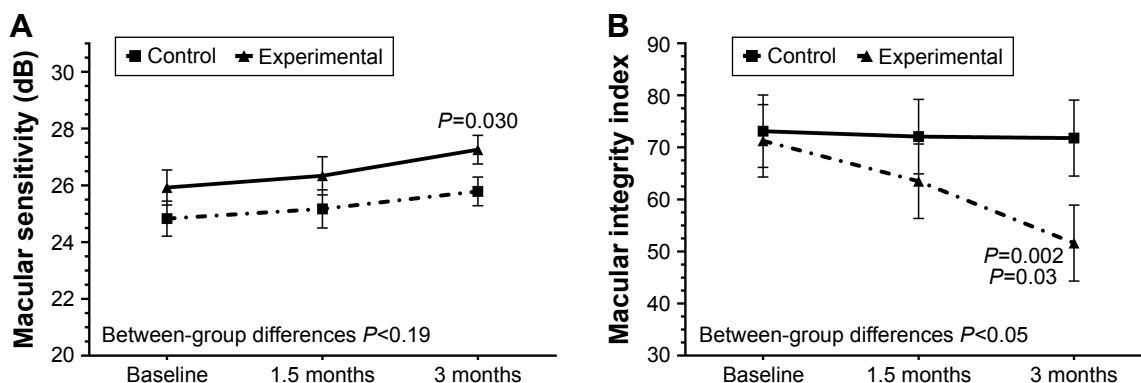 A
Macular sensitivity (dB)
Control Experimental
30
28
26
24
22
20
P=0.030
Between-group differences P<0.19
Baseline 1.5 months 3 months
B
Macular integrity index
Control Experimental
90
80
70
60
50
40
30
P=0.002
P=0.03
Between-group differences P<0.05
Baseline 1.5 months 3 months